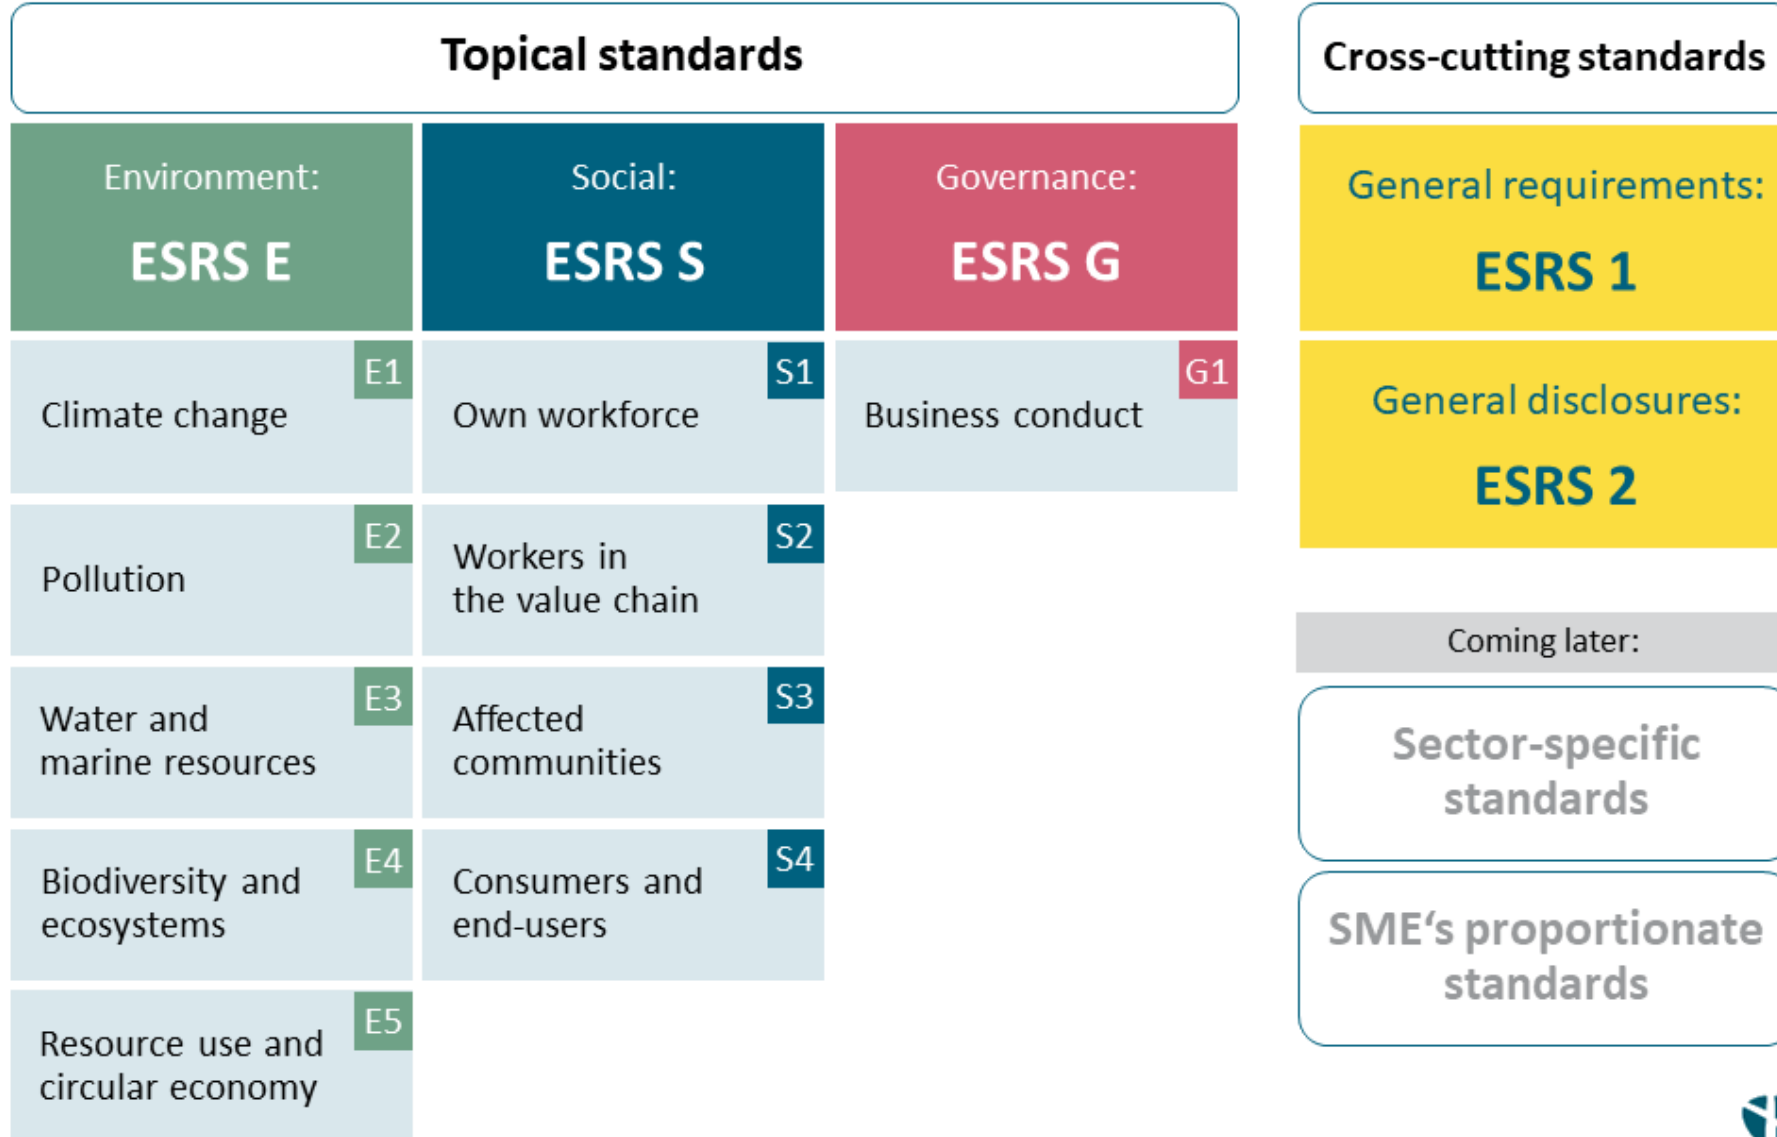 Topical standards
Environment:
ESRS E
Social:
ESRS S
Governance:
ESRS G
E1
Climate change
S1
Own workforce
G1
Business conduct
E2
Pollution
S2
Workers in
the value chain
E3
Water and
marine resources
S3
Affected
communities
E4
Biodiversity and
ecosystems
S4
Consumers and
end-users
E5
Resource use and
circular economy
Cross-cutting standards
General requirements:
ESRS 1
General disclosures:
ESRS 2
Coming later:
Sector-specific
standards
SME‘s proportionate
standards